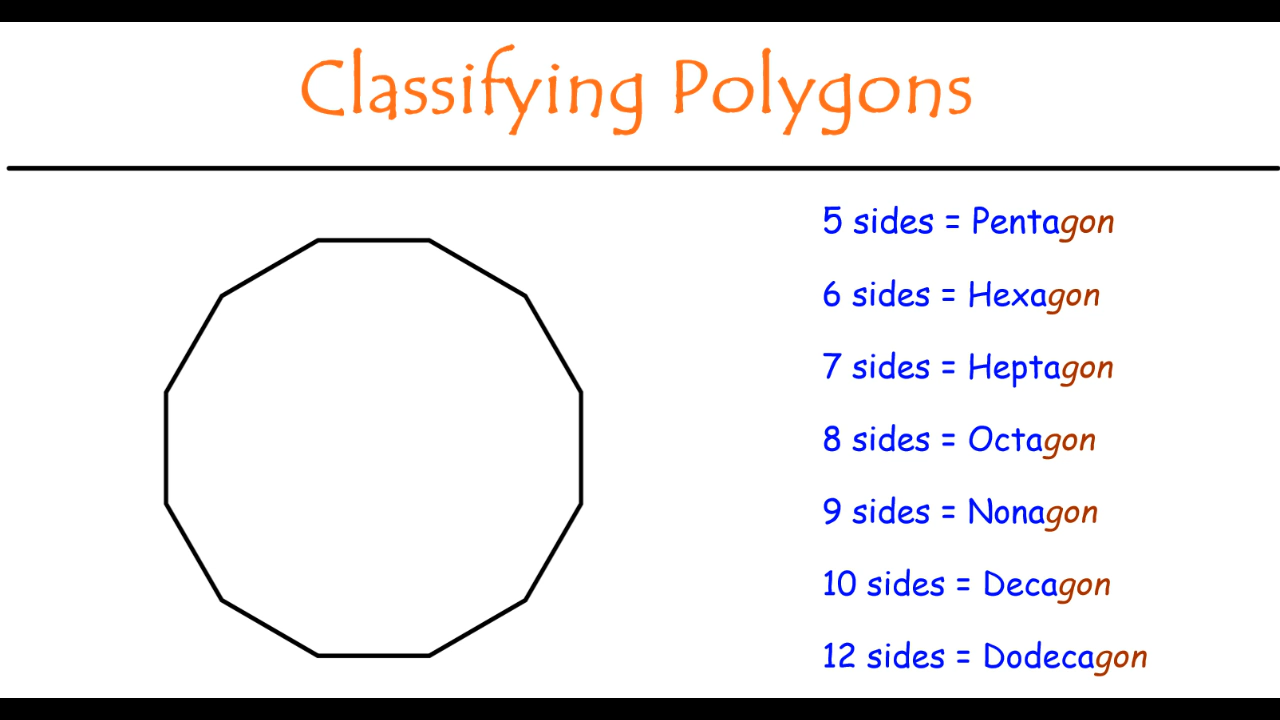 Classifying Polygons
5 sides = Pentagon
6 sides = Hexagon
7 sides = Heptagon
8 sides = Octagon
9 sides = Nonagon
10 sides = Decagon
12 sides = Dodecagon